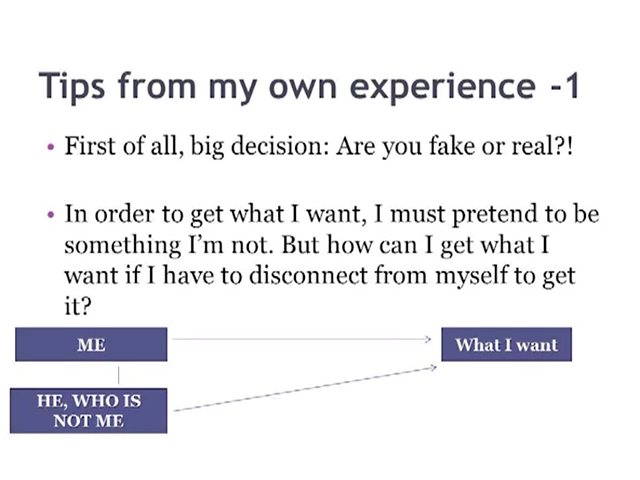 Tips from my own experience -1
• First of all, big decision: Are you fake or real?!
• In order to get what I want, I must pretend to be
something I'm not. But how can I get what I
want if I have to disconnect from myself to get
it?
ME
What I want
HE, WHO IS
NOT ME